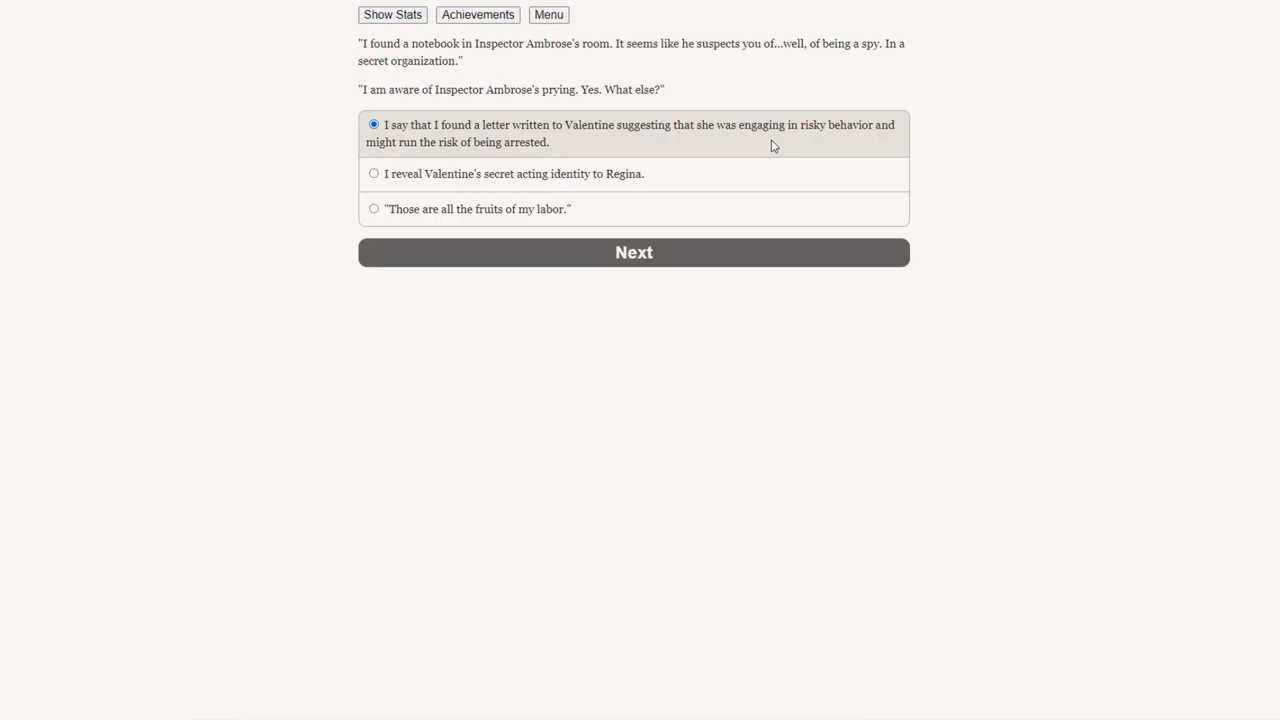 Show Stats Achievements Menu
"I found a notebook in Inspector Ambrose's room. It seems like he suspects you of...well, of being a spy. In a
secret organization."
"I am aware of Inspector Ambrose's prying. Yes. What else?"
I say that I found a letter written to Valentine suggesting that she was engaging in risky behavior and
might run the risk of being arrested.
I reveal Valentine's secret acting identity to Regina.
"Those are all the fruits of my labor."
Next